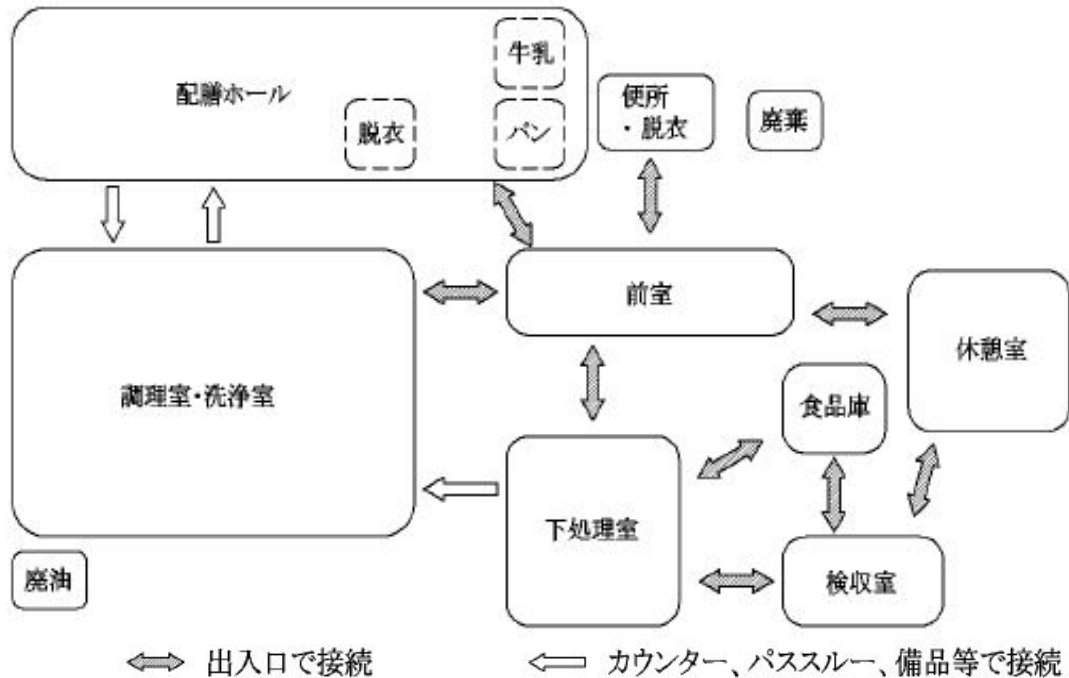 牛乳
配膳ホール
脱衣
パン
便所
・脱衣
廃棄
前室
休憩室
調理室・洗浄室
食品庫
下処理室
検収室
廃油
出入口で接続
カウンター、パススルー、備品等で接続